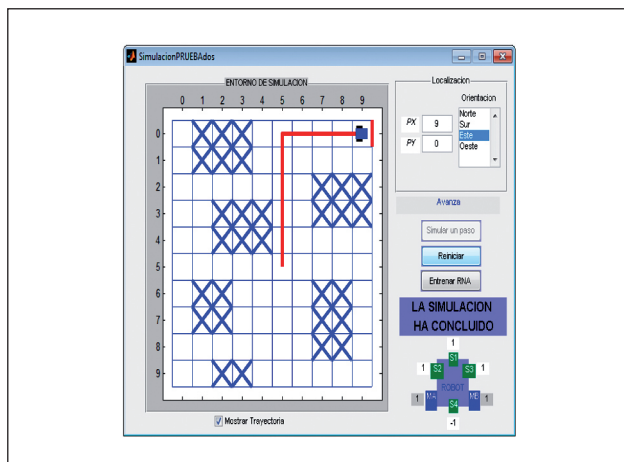 SimulacionPRUEBAdos
ENTORNO DE SIMULACION
0 1 2 3 4 5 6 7 8 9
0
1
2
3
4
5
6
7
8
9
Mostrar Trayectoria
Localizacion
Orientacion
PX 9
PY 0
Norte
Sur
Este
Oeste
Avanza
Simular un paso
Reiniciar
Entrenar RNA
LA SIMULACION
HA CONCLUIDO
1
S1
1 S2 S3 1
ROBOT
1 MA ME 1
S4
-1